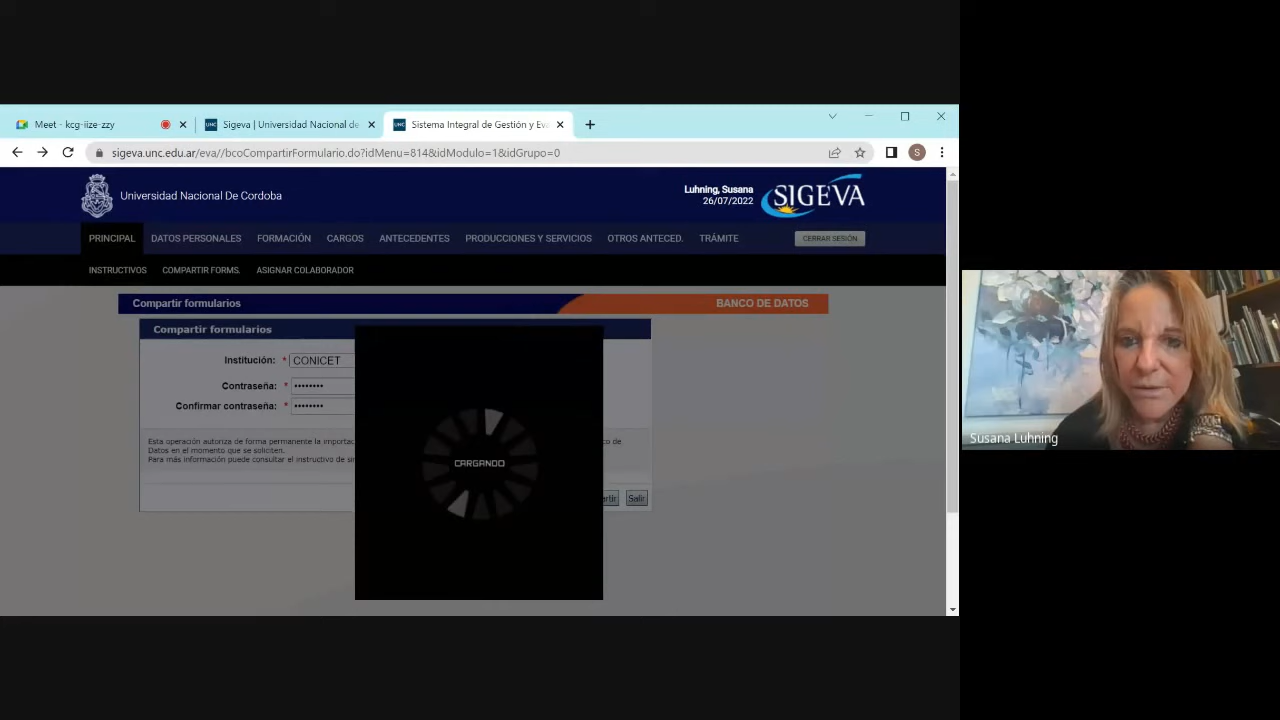 Meet - kcg-iize-zzy
Sigeva | Universidad Nacional de
Sistema Integral de Gestión y Eva
sigeva.unc.edu.ar/eva//bcoCompartirFormulario.do?idMenu=814&idModulo=1&idGrupo=0
S
Universidad Nacional De Cordoba
Luhning, Susana
26/07/2022
SIGEVA
PRINCIPAL DATOS PERSONALES FORMACIÓN CARGOS ANTECEDENTES PRODUCCIONES Y SERVICIOS OTROS ANTECED. TRÁMITE CERRAR SESIÓN
INSTRUCTIVOS COMPARTIR FORMS. ASIGNAR COLABORADOR
Compartir formularios BANCO DE DATOS
Compartir formularios
Institución: * CONICET
Contraseña: * ••••••••
Confirmar contraseña: * ••••••••
Esta operación autoriza de forma permanente la importac
co de
Datos en el momento que se soliciten.
Para más información puede consultar el instructivo de
CARGANDO
artir Salir
Susana Luhning